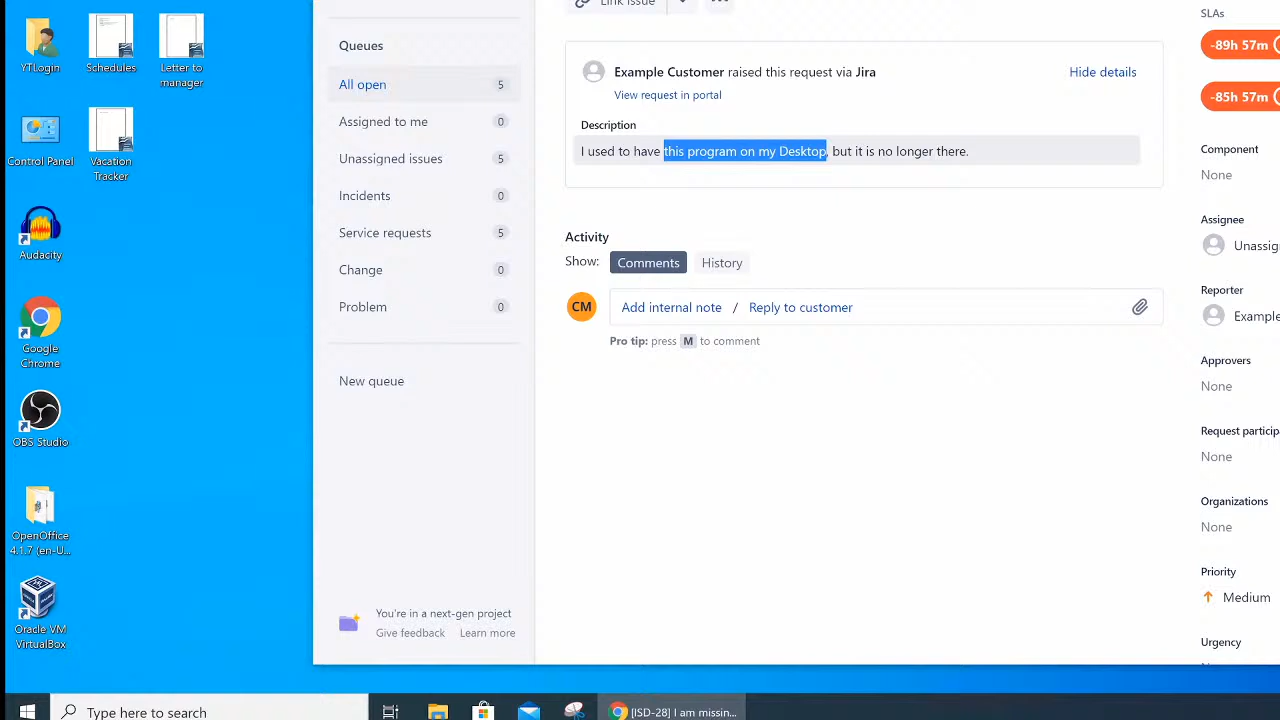 YTLogin
Schedules
Letter to
manager
Control Panel
Vacation
Tracker
Audacity
Google
Chrome
OBS Studio
OpenOffice
4.1.7 (en-U...
Oracle VM
VirtualBox
Queues
All open 5
Assigned to me 0
Unassigned issues 5
Incidents 0
Service requests 5
Change 0
Problem 0
New queue
You're in a next-gen project
Give feedback Learn more
Link issue
Example Customer raised this request via Jira
Hide details
View request in portal
Description
I used to have this program on my Desktop, but it is no longer there.
Activity
Show: Comments History
CM Add internal note / Reply to customer
Pro tip: press M to comment
SLAs
-89h 57m
-85h 57m
Component
None
Assignee
Unassig
Reporter
Example
Approvers
None
Request particip
None
Organizations
None
Priority
Medium
Urgency
Type here to search
[ISD-28] I am missin...